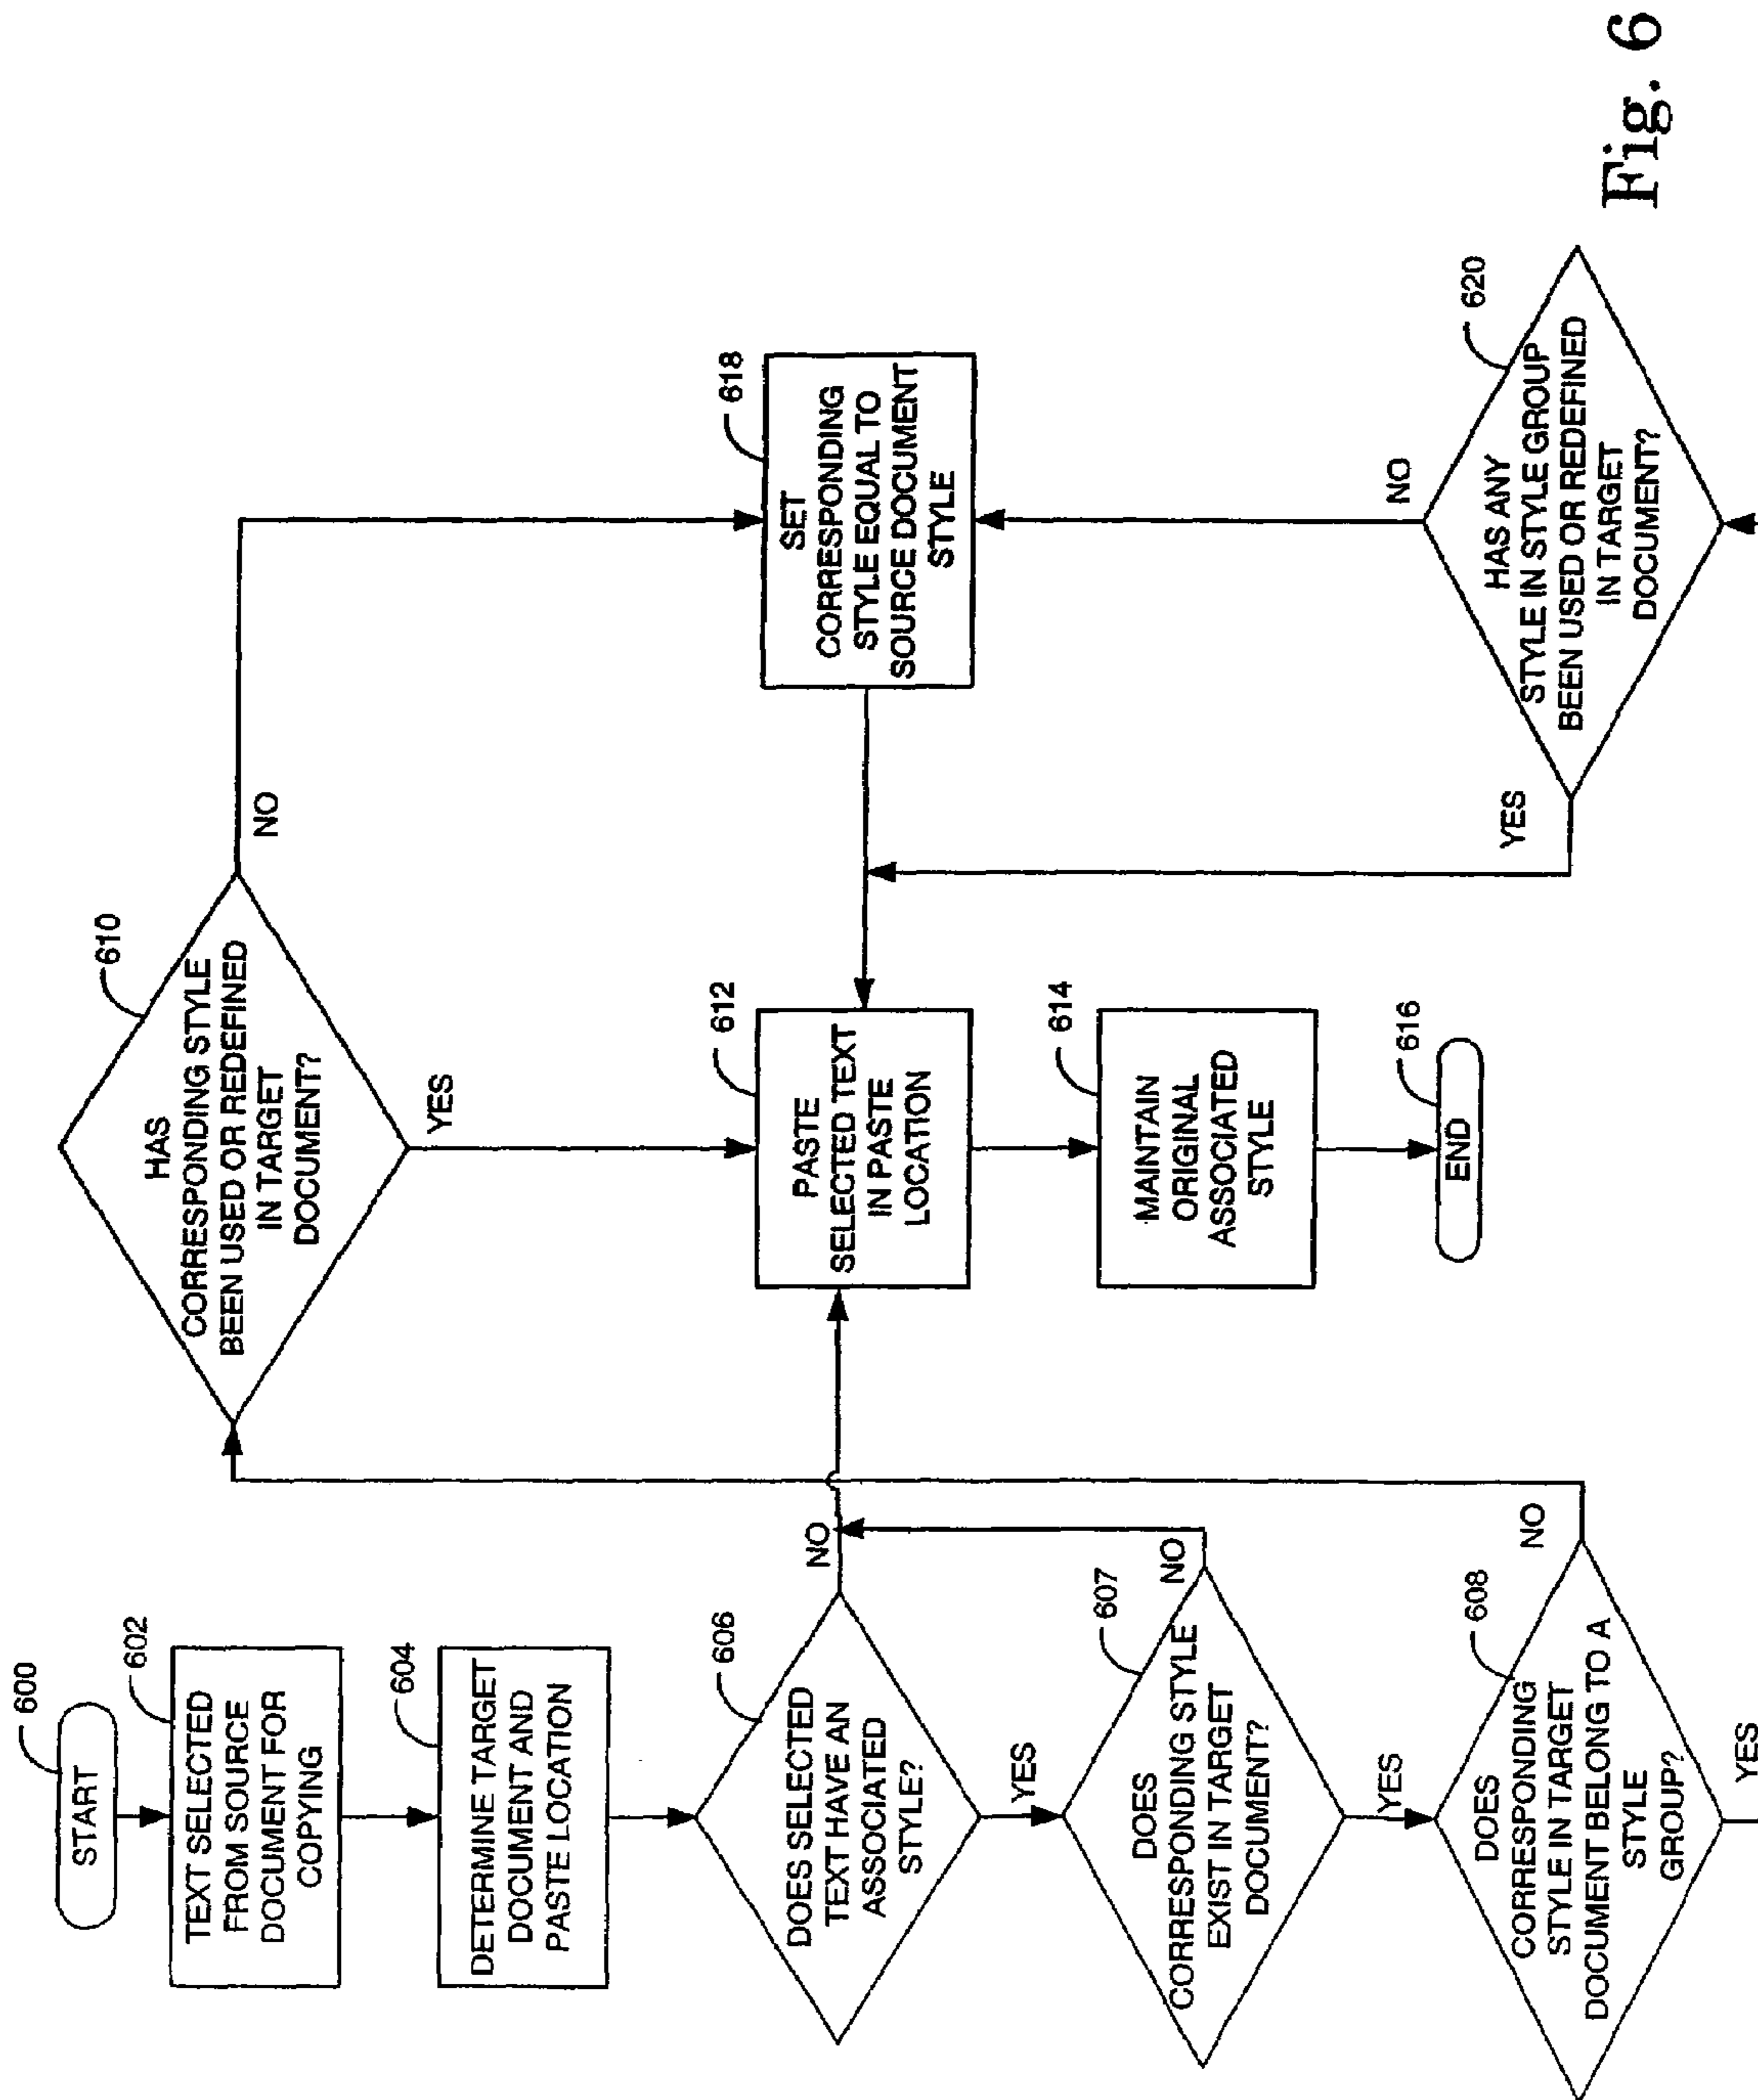 600
START
602
TEXT SELECTED
FROM SOURCE
DOCUMENT FOR
COPYING
604
DETERMINE TARGET
DOCUMENT AND
PASTE LOCATION
606
DOES SELECTED
TEXT HAVE AN
ASSOCIATED
STYLE?
NO
YES
607
DOES
CORRESPONDING STYLE
EXIST IN TARGET
DOCUMENT?
NO
YES
608
DOES
CORRESPONDING
STYLE IN TARGET
DOCUMENT BELONG TO A
STYLE
GROUP?
NO
YES
610
HAS
CORRESPONDING STYLE
BEEN USED OR REDEFINED
IN TARGET
DOCUMENT?
NO
YES
612
PASTE
SELECTED TEXT
IN PASTE
LOCATION
614
MAINTAIN
ORIGINAL
ASSOCIATED
STYLE
616
END
618
SET
CORRESPONDING
STYLE EQUAL TO
SOURCE DOCUMENT
STYLE
620
HAS ANY
STYLE IN STYLE GROUP
BEEN USED OR REDEFINED
IN TARGET
DOCUMENT?
NO
YES
Fig. 6